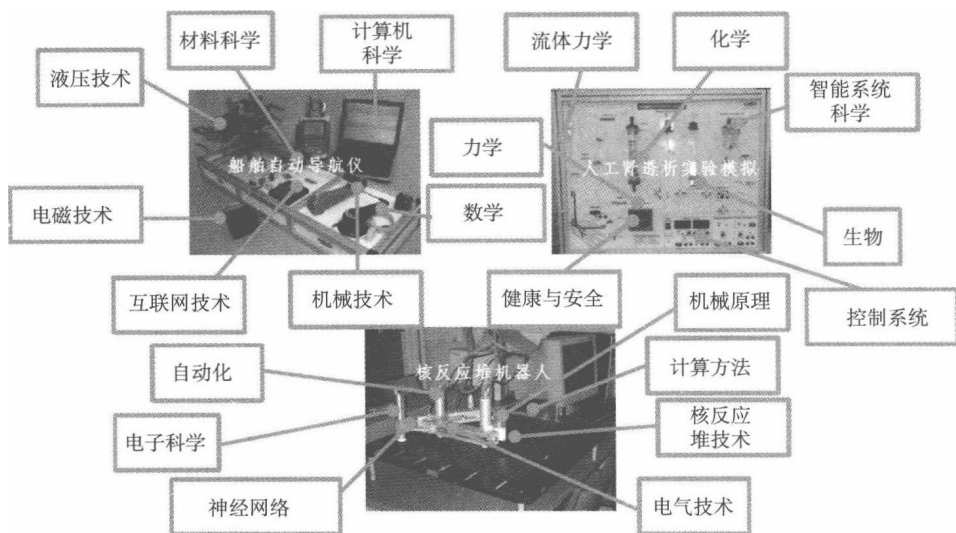 材料科学
计算机
科学
流体力学
化学
液压技术
智能系统
科学
力学
船舶自动导航仪
人工肾透析实验模拟
电磁技术
数学
生物
互联网技术
机械技术
健康与安全
机械原理
控制系统
核反应堆机器人
自动化
计算方法
电子科学
核反应
堆技术
神经网络
电气技术